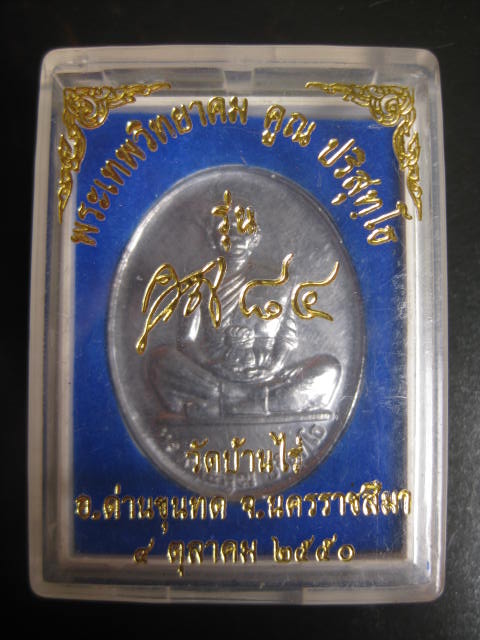 พระเทพวิทยาคม คูณ ปริสุทฺโธ
รุ่น
คูณ ๘๔
วัดบ้านไร่
อ.ด่านขุนทด จ.นครราชสีมา
๔ ตุลาคม ๒๕๕๐